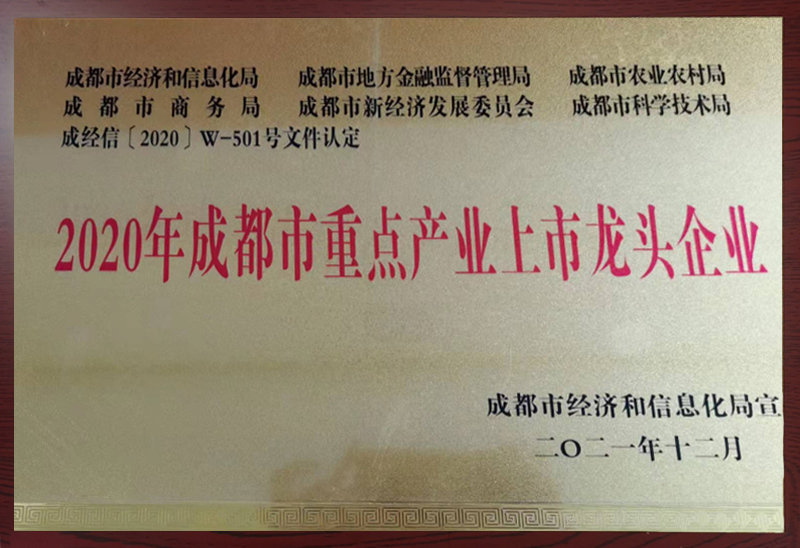 成都市经济和信息化局 成都市地方金融监督管理局 成都市农业农村局
成都市商务局 成都市新经济发展委员会 成都市科学技术局
成经信〔2020〕W-501号文件认定
2020年成都市重点产业上市龙头企业
成都市经济和信息化局宣
二〇二一年十二月